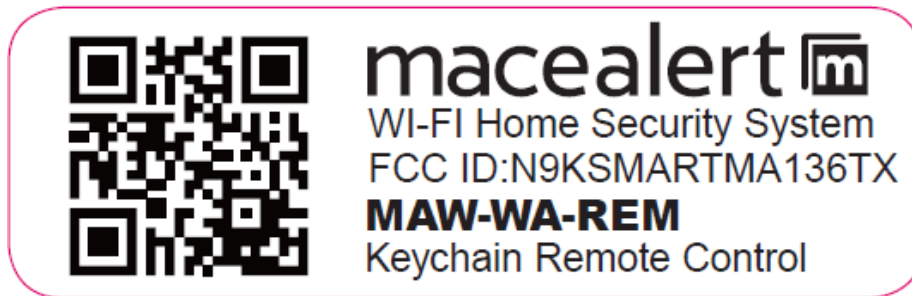 macealert m
WI-FI Home Security System
FCC ID:N9KSMARTMA136TX
MAW-WA-REM
Keychain Remote Control